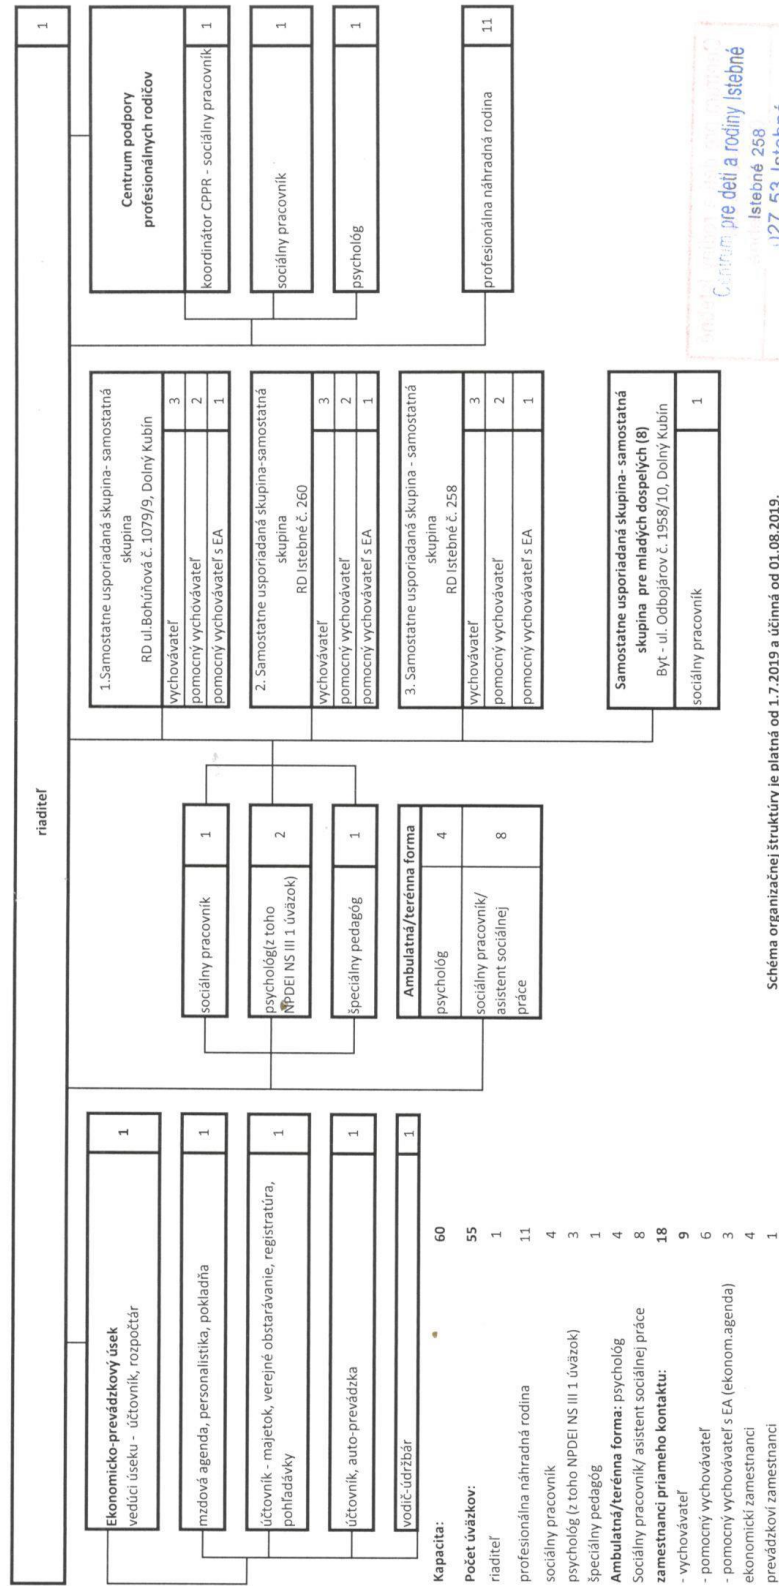 riaditeľ 1
Ekonomicko-prevádzkový úsek
vedúci úseku - účtovník, rozpočtár 1
mzdová agenda, personalistika, pokladňa 1
účtovník - majetok, verejné obstarávanie, registratúra,
pohľadávky 1
účtovník, auto-prevádzka 1
vodič-údržbár 1
sociálny pracovník 1
psychológ(z toho
NPDEI NS III 1 úväzok) 2
špeciálny pedagóg 1
Ambulatná/terénna forma
psychológ 4
sociálny pracovník/
asistent sociálnej
práce 8
1.Samostatne usporiadaná skupina- samostatná
skupina
RD ul.Bohúňová č. 1079/9, Dolný Kubín
vychovávateľ 3
pomocný vychovávateľ 2
pomocný vychovávateľ s EA 1
2. Samostatne usporiadaná skupina-samostatná
skupina
RD Istebné č. 260
vychovávateľ 3
pomocný vychovávateľ 2
pomocný vychovávateľ s EA 1
3. Samostatne usporiadaná skupina - samostatná
skupina
RD Istebné č. 258
vychovávateľ 3
pomocný vychovávateľ 2
pomocný vychovávateľ s EA 1
Samostatne usporiadaná skupina- samostatná
skupina pre mladých dospelých (8)
Byt - ul. Odbojárov č. 1958/10, Dolný Kubín
sociálny pracovník 1
Centrum podpory
profesionálnych rodičov
koordinátor CPPR - sociálny pracovník 1
sociálny pracovník 1
psychológ 1
profesionálna náhradná rodina 11
Kapacita: 60
Počet úväzkov: 55
riaditeľ 1
profesionálna náhradná rodina 11
sociálny pracovník 4
psychológ (z toho NPDEI NS III 1 úväzok) 3
špeciálny pedagóg 1
Ambulatná/terénna forma: psychológ 4
Sociálny pracovník/ asistent sociálnej práce 8
zamestnanci priameho kontaktu: 18
- vychovávateľ 9
- pomocný vychovávateľ 6
- pomocný vychovávateľ s EA (ekonom.agenda) 3
ekonomickí zamestnanci 4
prevádzkoví zamestnanci 1
Schéma organizačnej štruktúry je platná od 1.7.2019 a účinná od 01.08.2019.
Centrum pre deti a rodiny Istebné
Istebné 258
027 53 Istebné